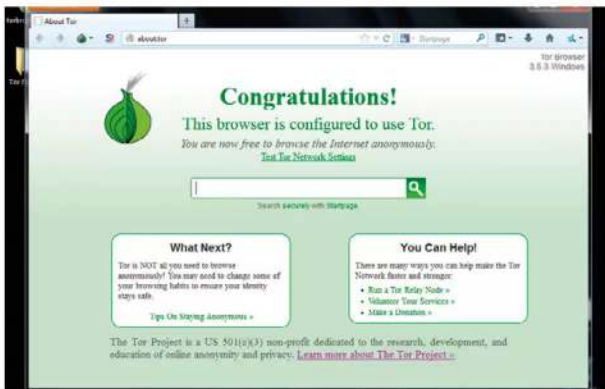 About Tor
about:tor
Startpage
Tor Browser
3.5.3 Windows
Congratulations!
This browser is configured to use Tor.
You are now free to browse the Internet anonymously.
Test Tor Network Settings
Search securely with Startpage.
What Next?
Tor is NOT all you need to browse
anonymously! You may need to change some of
your browsing habits to ensure your identity
stays safe.
Tips On Staying Anonymous »
You Can Help!
There are many ways you can help make the Tor
Network faster and stronger:
• Run a Tor Relay Node »
• Volunteer Your Services »
• Make a Donation »
The Tor Project is a US 501(c)(3) non-profit dedicated to the research, development, and
education of online anonymity and privacy. Learn more about The Tor Project »